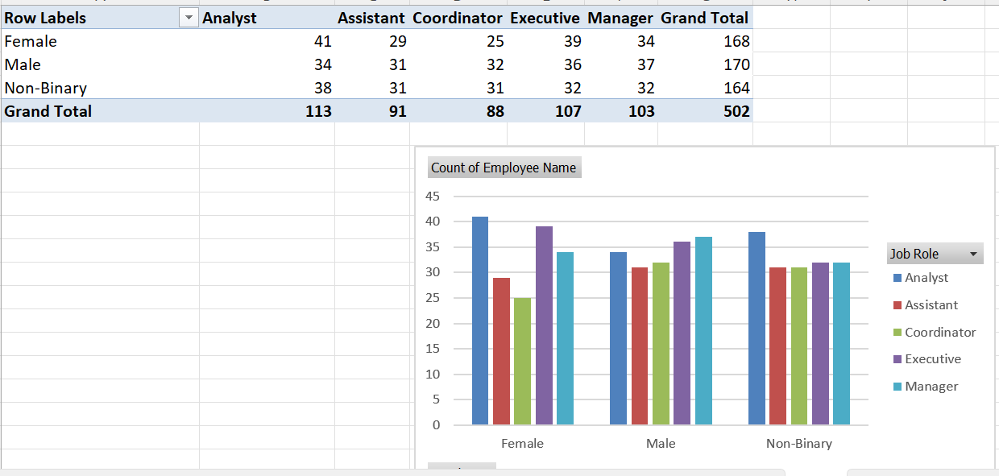 Row Labels Analyst Assistant Coordinator Executive Manager Grand Total
Female 41 29 25 39 34 168
Male 34 31 32 36 37 170
Non-Binary 38 31 31 32 32 164
Grand Total 113 91 88 107 103 502
Count of Employee Name
45
40
35
30
25
20
15
10
5
0
Female Male Non-Binary
Job Role
Analyst
Assistant
Coordinator
Executive
Manager